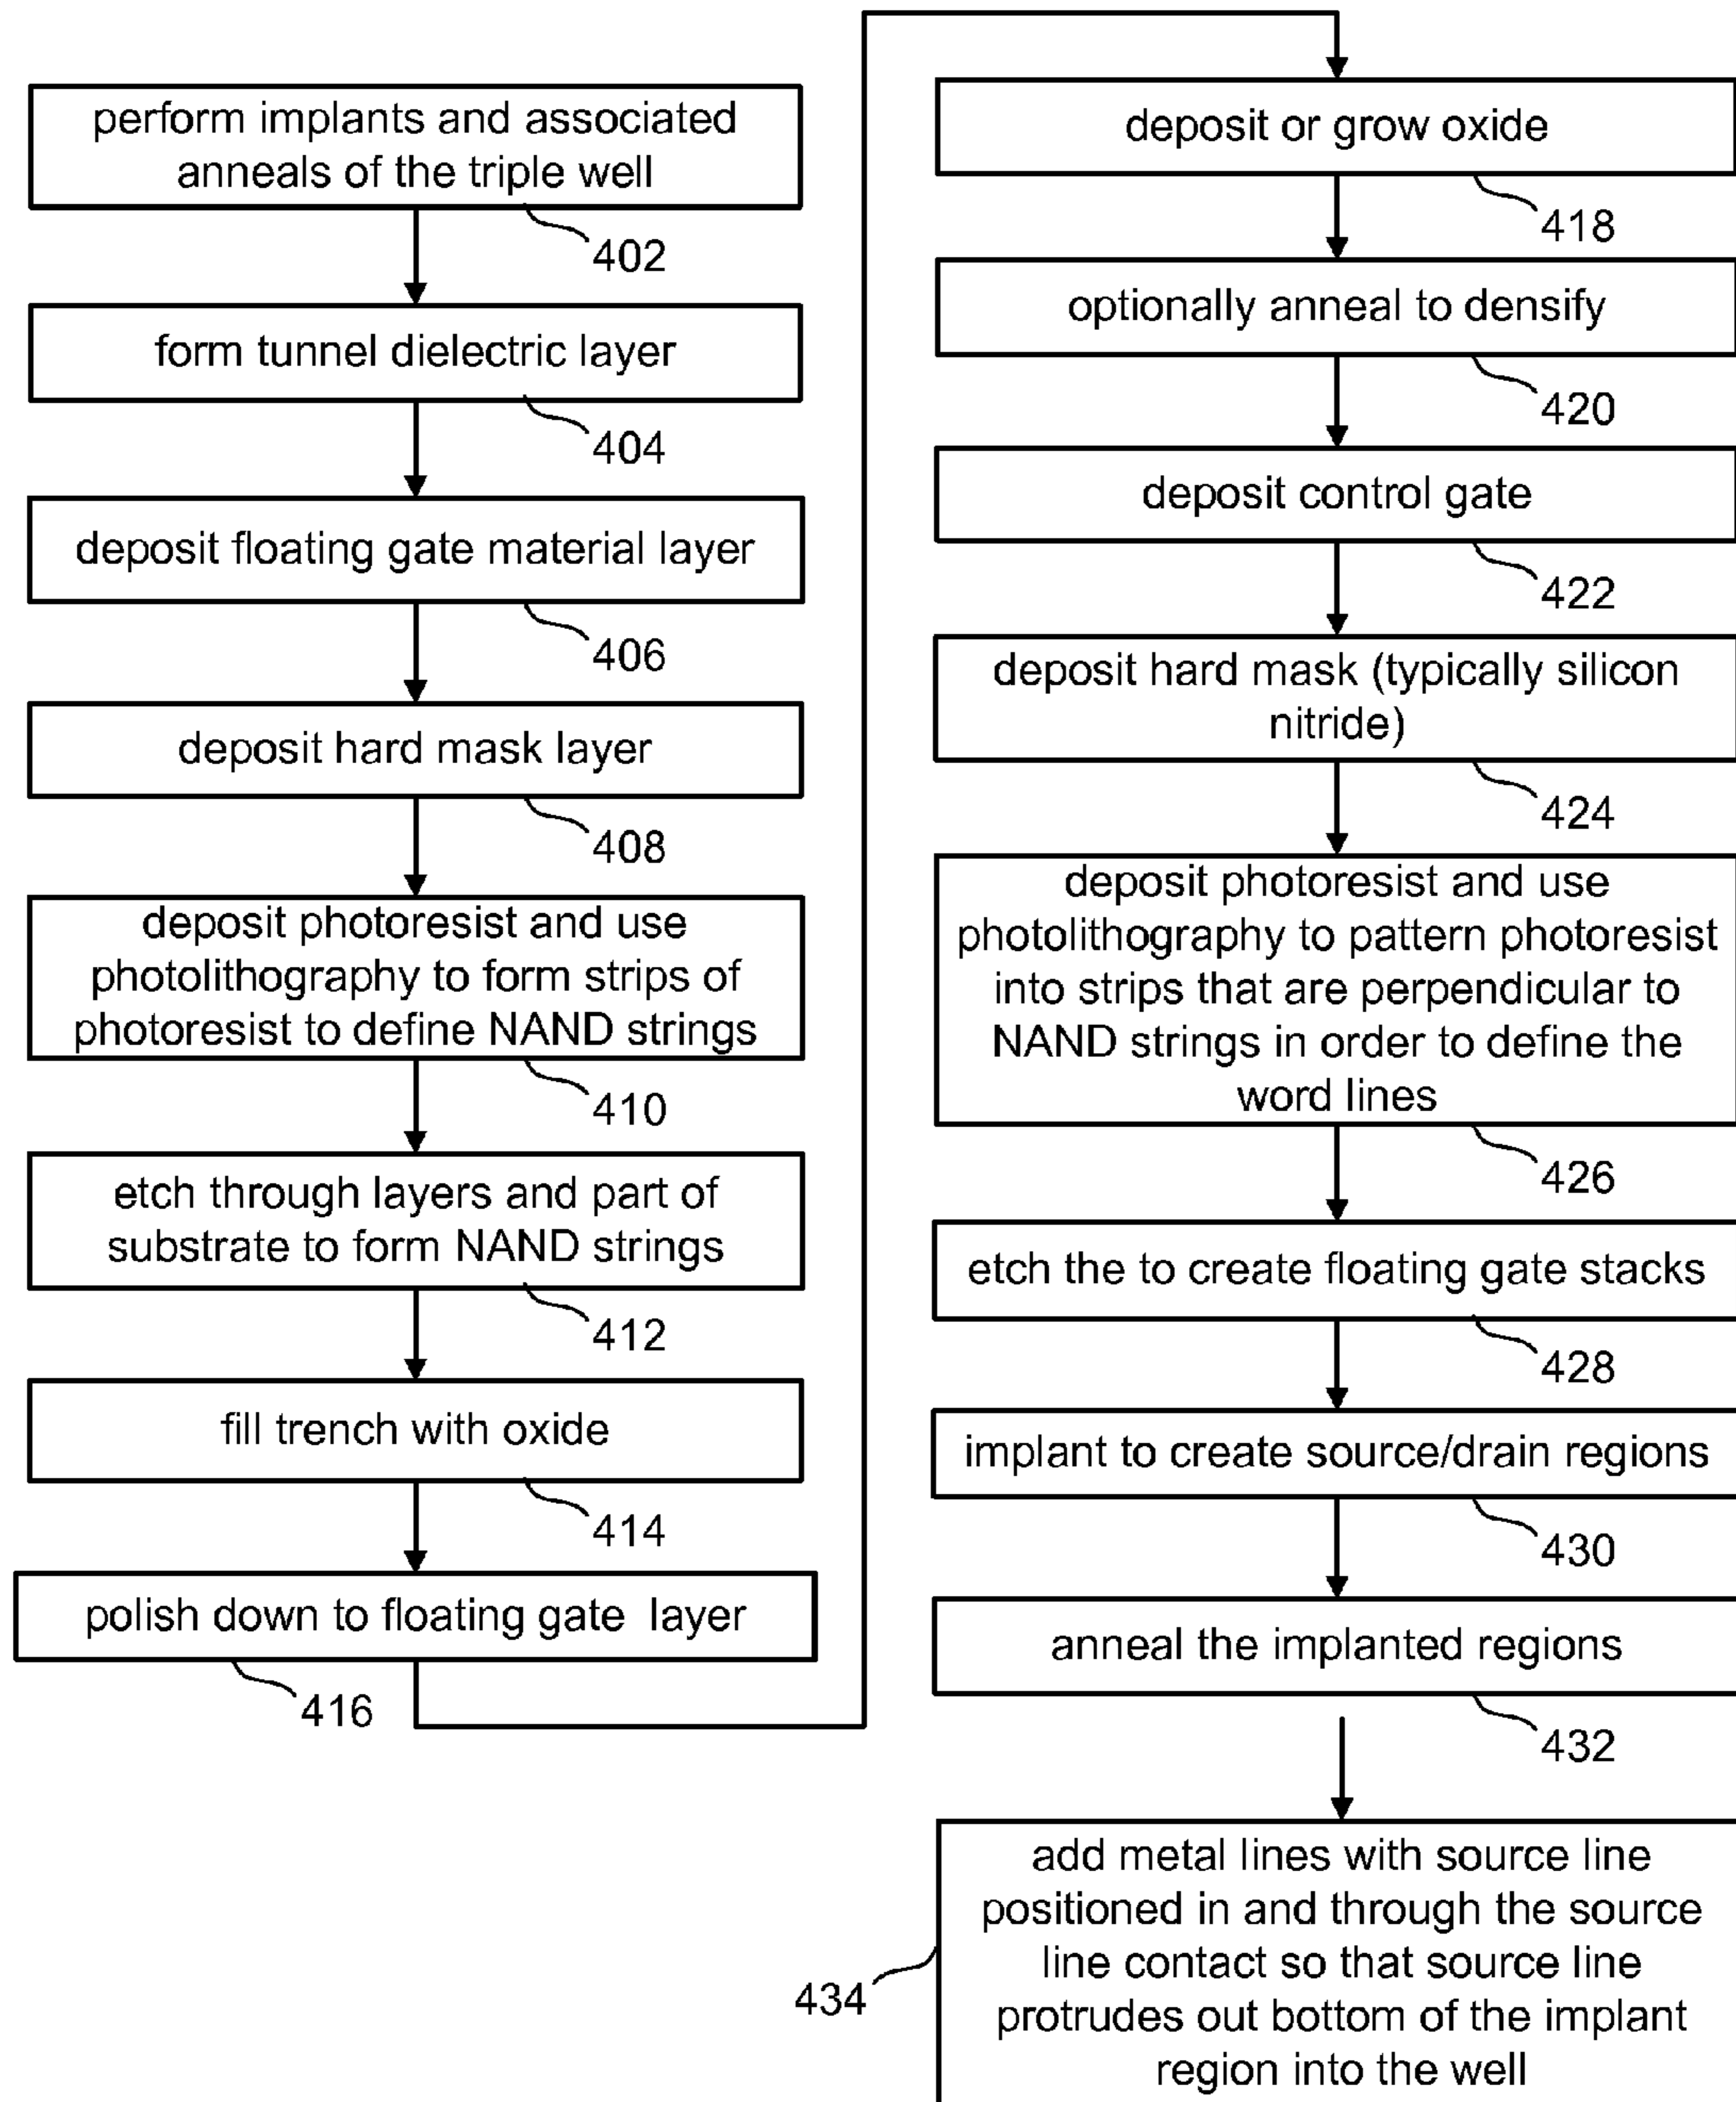 perform implants and associated
anneals of the triple well
402
form tunnel dielectric layer
404
deposit floating gate material layer
406
deposit hard mask layer
408
deposit photoresist and use
photolithography to form strips of
photoresist to define NAND strings
410
etch through layers and part of
substrate to form NAND strings
412
fill trench with oxide
414
polish down to floating gate layer
416
deposit or grow oxide
418
optionally anneal to densify
420
deposit control gate
422
deposit hard mask (typically silicon
nitride)
424
deposit photoresist and use
photolithography to pattern photoresist
into strips that are perpendicular to
NAND strings in order to define the
word lines
426
etch the to create floating gate stacks
428
implant to create source/drain regions
430
anneal the implanted regions
432
add metal lines with source line
positioned in and through the source
line contact so that source line
protrudes out bottom of the implant
region into the well
434